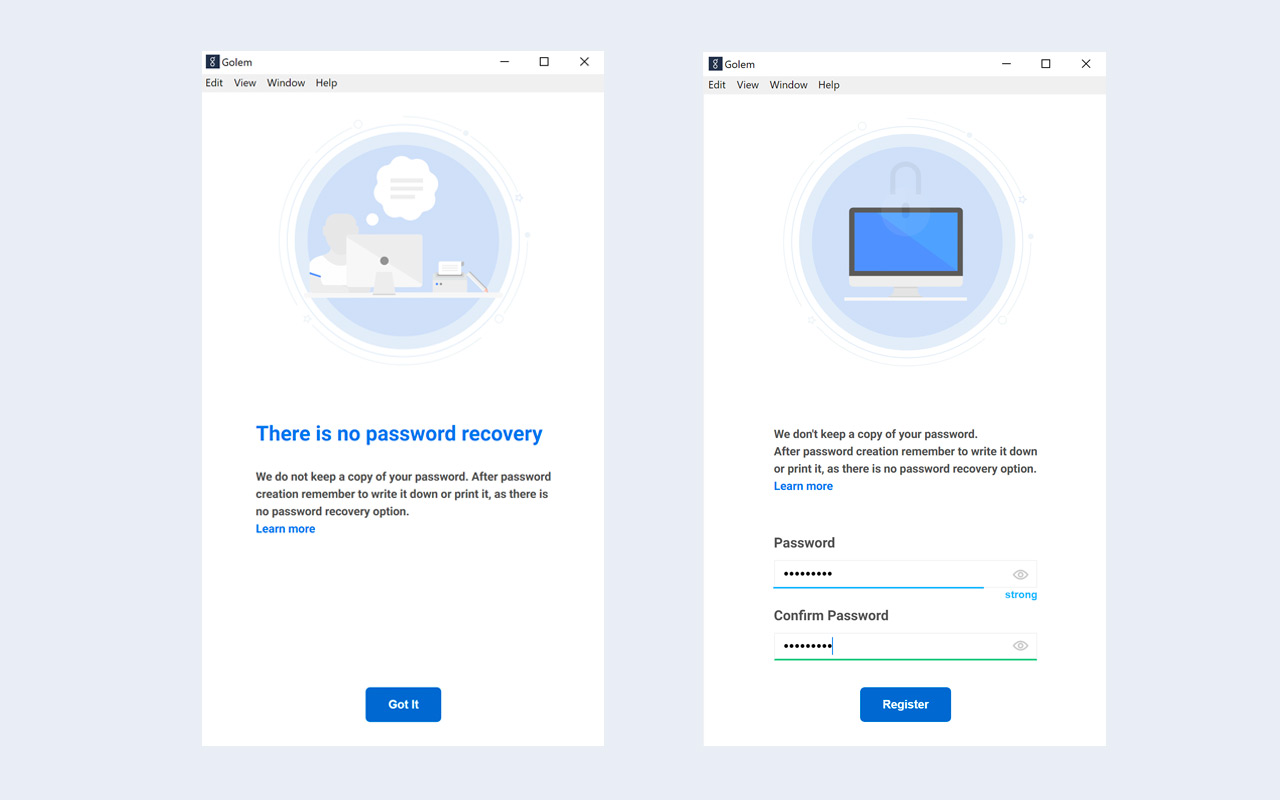 Golem
Edit View Window Help
There is no password recovery
We do not keep a copy of your password. After password
creation remember to write it down or print it, as there is
no password recovery option.
Learn more
Got It
Golem
Edit View Window Help
We don't keep a copy of your password.
After password creation remember to write it down
or print it, as there is no password recovery option.
Learn more
Password
•••••••••
strong
Confirm Password
•••••••••
Register